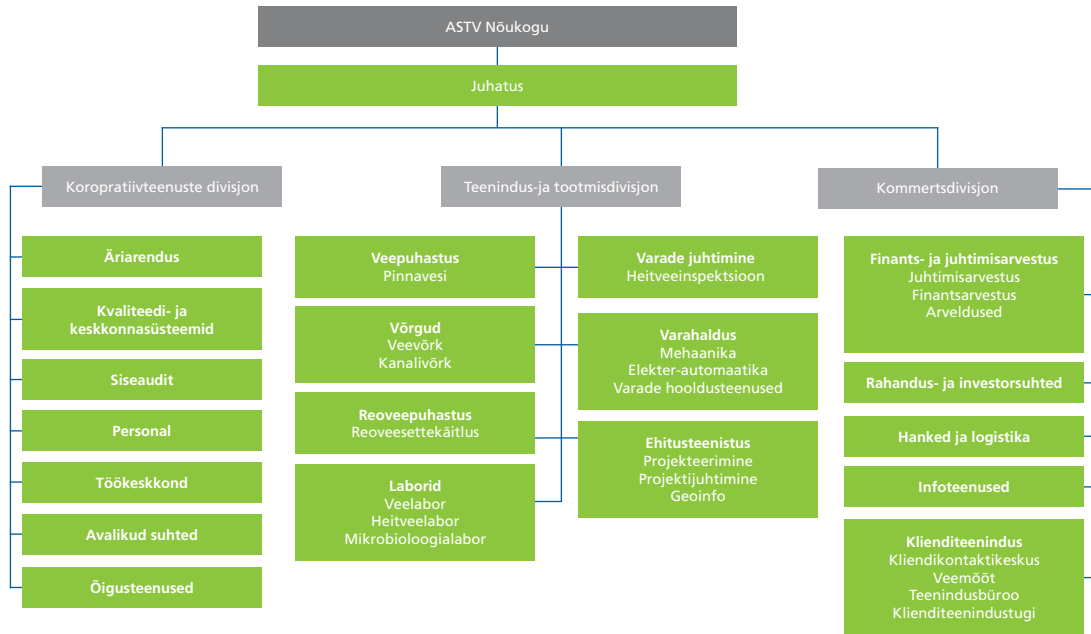 ASTV Nõukogu
Juhatus
Koropratiivteenuste divisjon
Äriarendus
Kvaliteedi- ja
keskkonnasüsteemid
Siseaudit
Personal
Töökeskkond
Avalikud suhted
Õigusteenused
Teenindus-ja tootmisdivisjon
Veepuhastus
Pinnavesi
Võrgud
Veevõrk
Kanalivõrk
Reoveepuhastus
Reoveesettekäitlus
Laborid
Veelabor
Heitveelabor
Mikrobioloogialabor
Varade juhtimine
Heitveeinspektsioon
Varahaldus
Mehaanika
Elekter-automaatika
Varade hooldusteenused
Ehitusteenistus
Projekteerimine
Projektijuhtimine
Geoinfo
Kommertsdivisjon
Finants- ja juhtimisarvestus
Juhtimisarvestus
Finantsarvestus
Arveldused
Rahandus- ja investorsuhted
Hanked ja logistika
Infoteenused
Klienditeenindus
Kliendikontaktikeskus
Veemõõt
Teenindusbüroo
Klienditeenindustugi